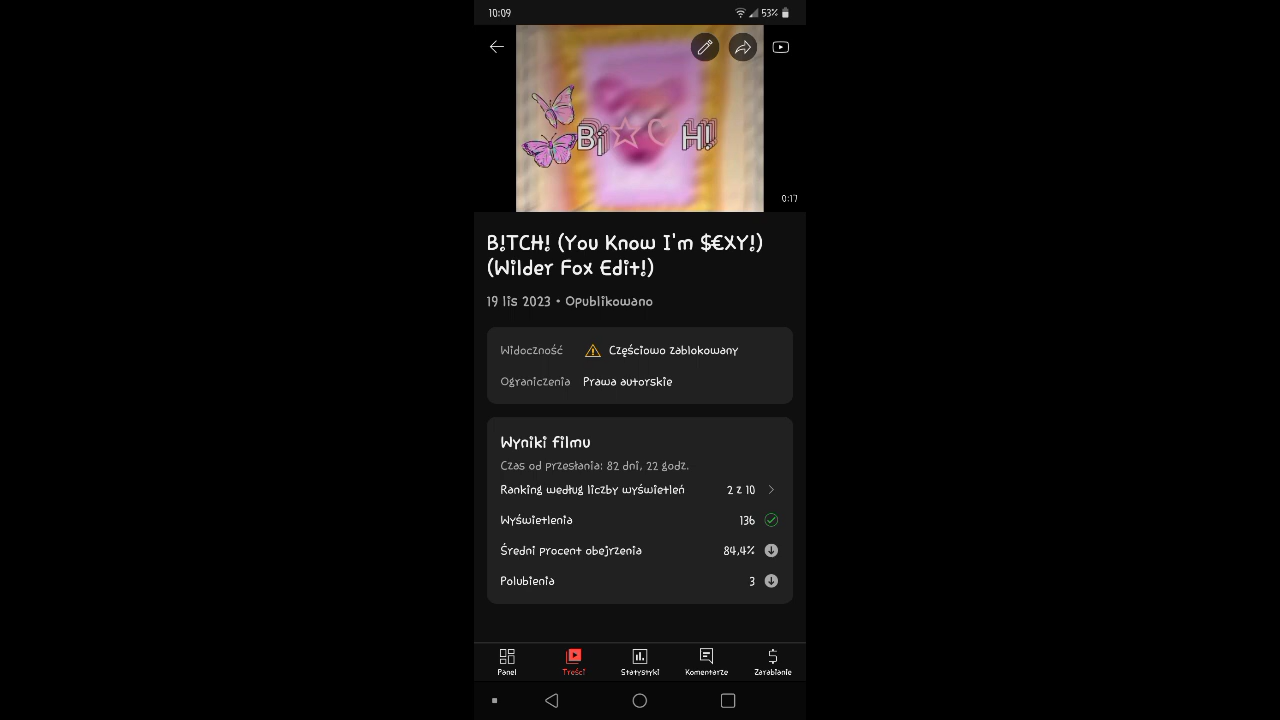 10:09
53%
Bi☆♡H!
0:17
B!TCH! (You Know I'm $€XY!)
(Wilder Fox Edit!)
19 lis 2023 • Opublikowano
Widoczność Częściowo zablokowany
Ograniczenia Prawa autorskie
Wyniki filmu
Czas od przesłania: 82 dni, 22 godz.
Ranking według liczby wyświetleń 2 z 10
Wyświetlenia 136
Średni procent obejrzenia 84,4%
Polubienia 3
Panel Treści Statystyki Komentarze Zarabianie